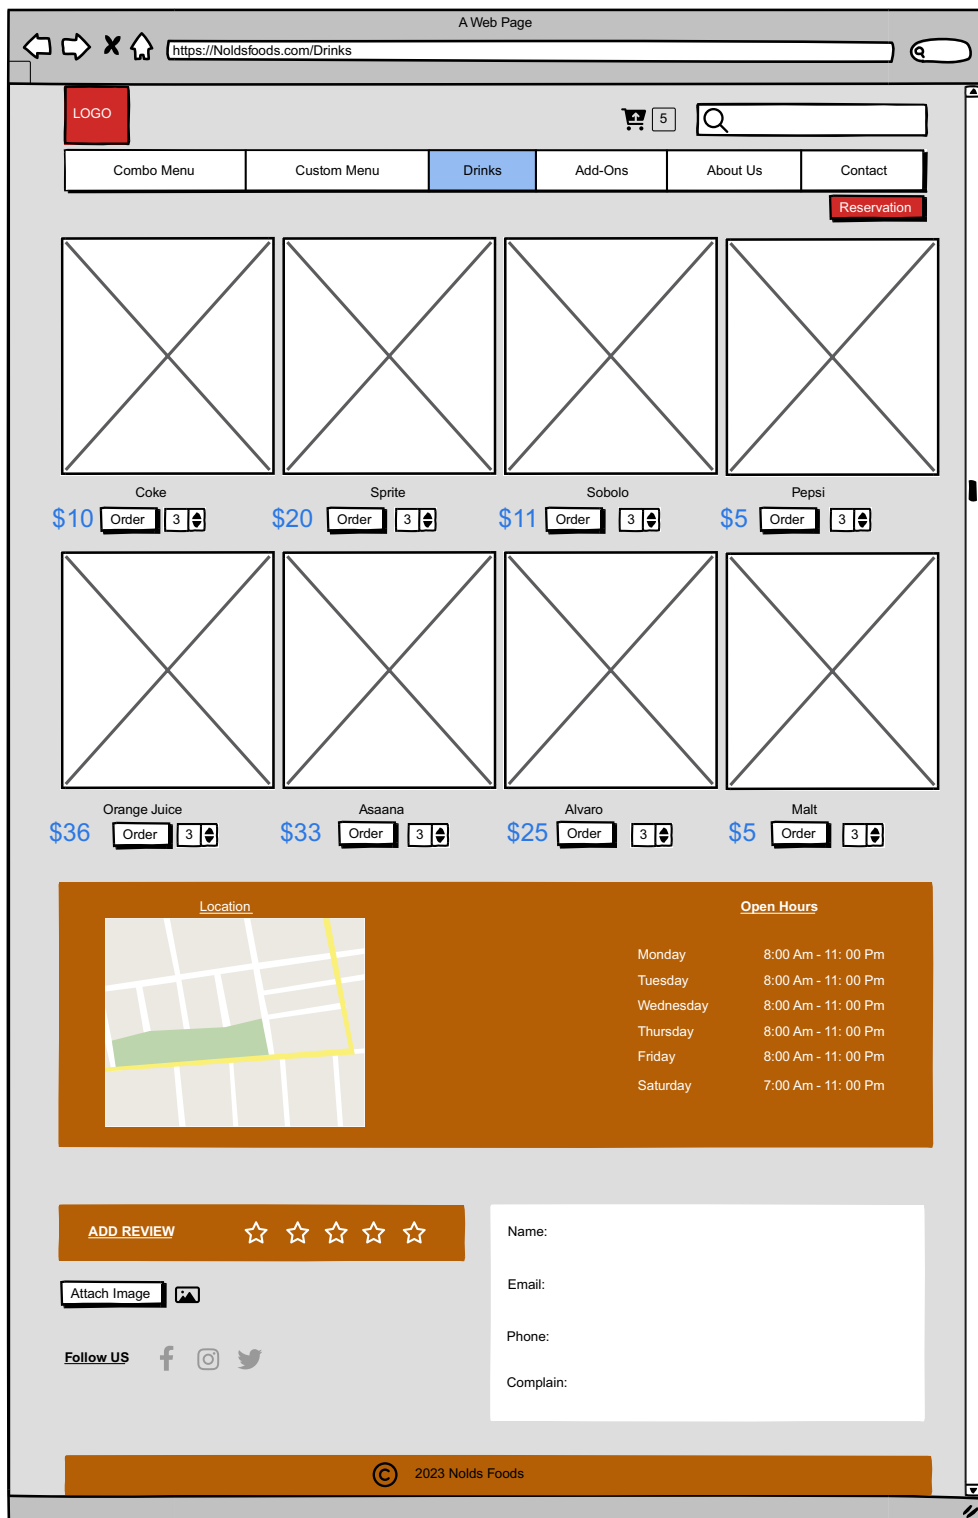 A Web Page
https://Noldsfoods.com/Drinks
LOGO
5
Combo Menu Custom Menu Drinks Add-Ons About Us Contact
Reservation
Coke Sprite Sobolo Pepsi
$10 Order 3 $20 Order 3 $11 Order 3 $5 Order 3
Orange Juice Asaana Alvaro Malt
$36 Order 3 $33 Order 3 $25 Order 3 $5 Order 3
Location Open Hours
Monday 8:00 Am - 11: 00 Pm
Tuesday 8:00 Am - 11: 00 Pm
Wednesday 8:00 Am - 11: 00 Pm
Thursday 8:00 Am - 11: 00 Pm
Friday 8:00 Am - 11: 00 Pm
Saturday 7:00 Am - 11: 00 Pm
ADD REVIEW
Attach Image
Follow US
Name:
Email:
Phone:
Complain:
© 2023 Nolds Foods